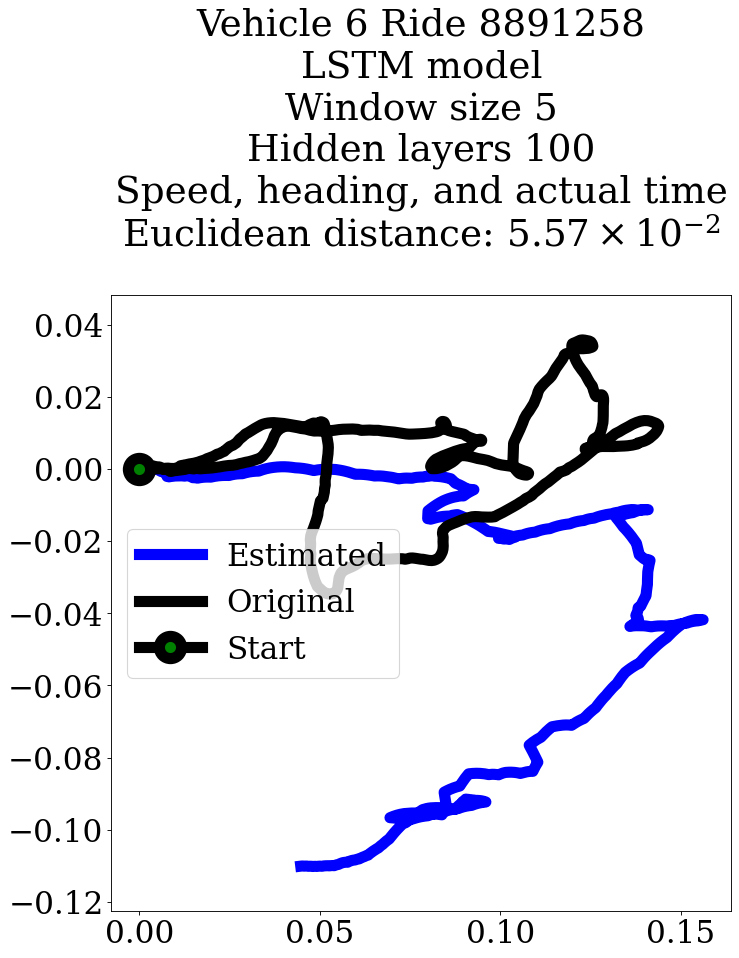 Vehicle 6 Ride 8891258
LSTM model
Window size 5
Hidden layers 100
Speed, heading, and actual time
Euclidean distance: 5.57 × 10⁻²
0.04
0.02
0.00
−0.02
−0.04
−0.06
−0.08
−0.10
−0.12
Estimated
Original
Start
0.00 0.05 0.10 0.15